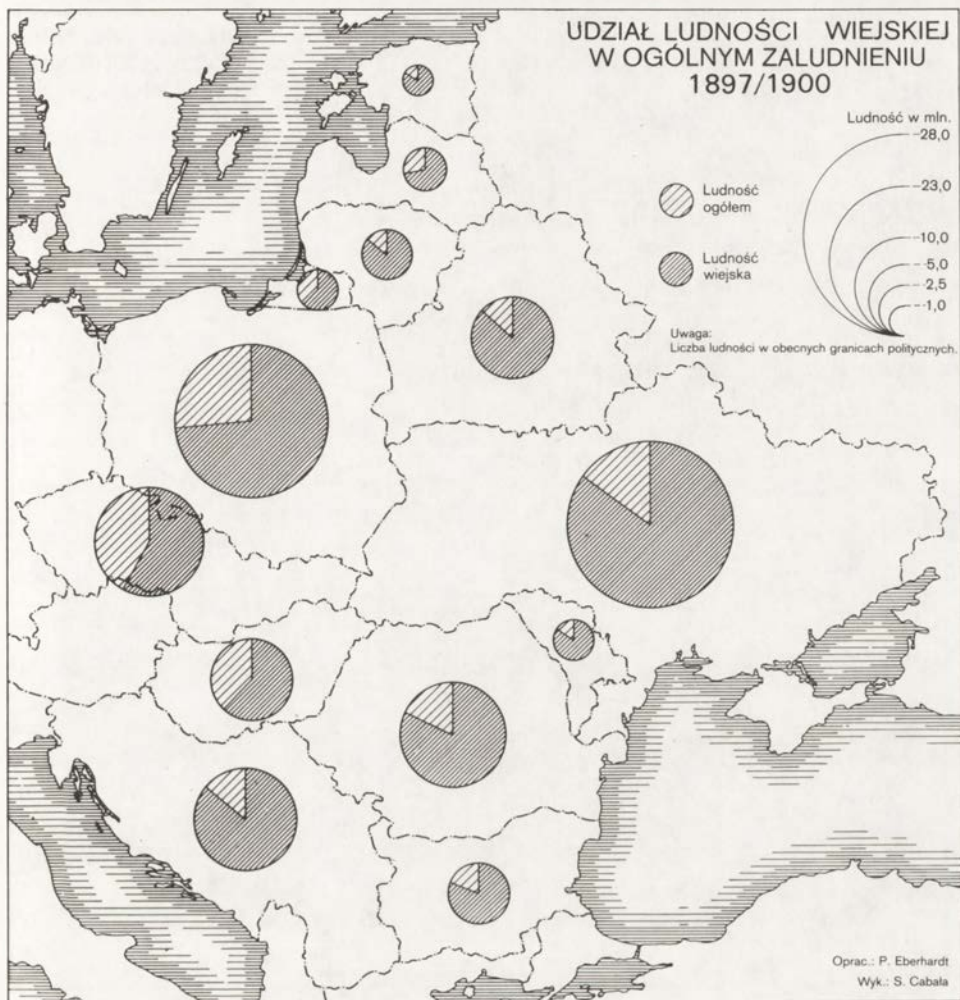 UDZIAŁ LUDNOŚCI WIEJSKIEJ
W OGÓLNYM ZALUDNIENIU
1897/1900
Ludność w mln.
28,0
23,0
10,0
5,0
2,5
1,0
Ludność
ogółem
Ludność
wiejska
Uwaga:
Liczba ludności w obecnych granicach politycznych.
Oprac.: P. Eberhardt
Wyk.: S. Cabała